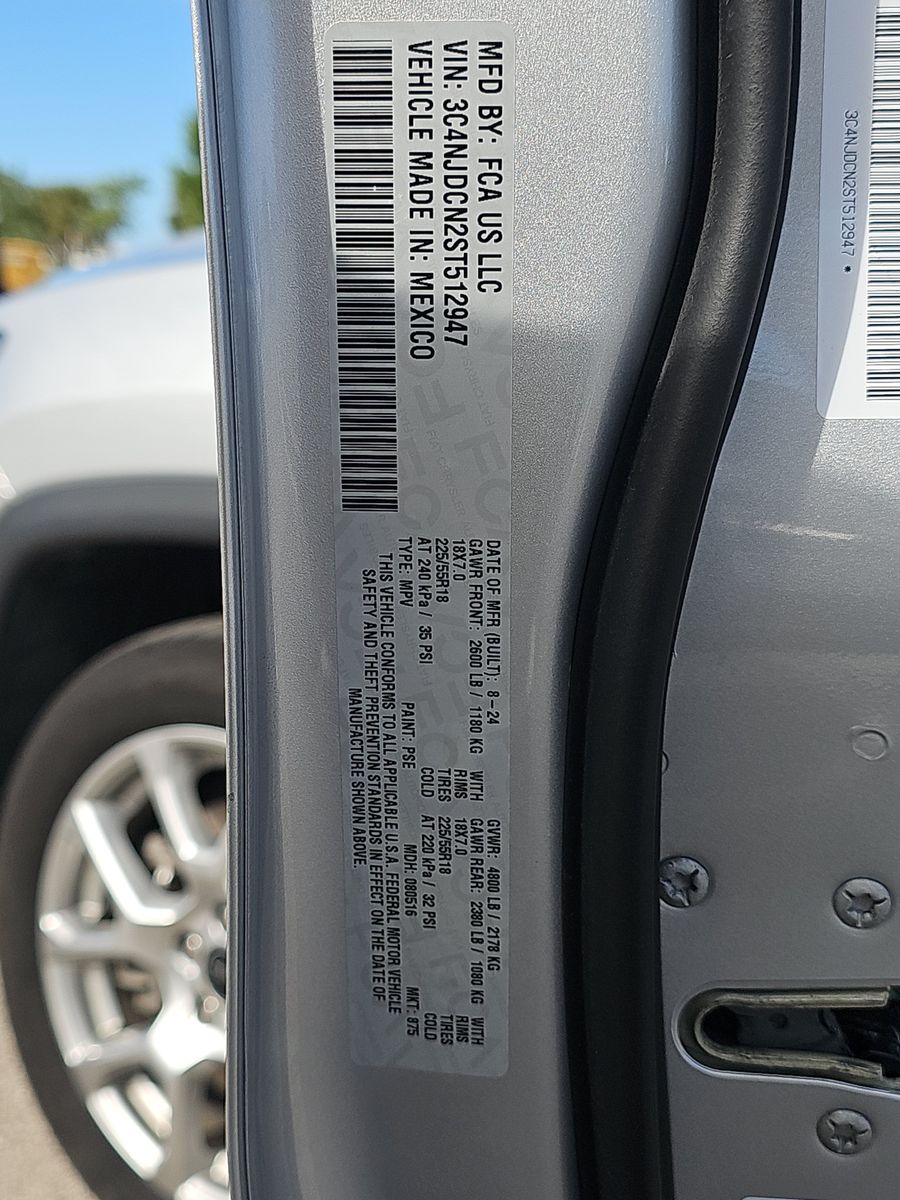 MFD BY: FCA US LLC
VIN: 3C4NJDCN2ST512947
VEHICLE MADE IN: MEXICO
DATE OF MFR (BUILT): 8-24 GVWR: 4800 LB / 2178 KG
GAWR FRONT: 2600 LB / 1180 KG WITH GAWR REAR: 2380 LB / 1080 KG WITH
18X7.0 RIMS 18X7.0 RIMS
225/55R18 TIRES 225/55R18 TIRES
AT 240 kPa / 35 PSI COLD AT 220 kPa / 32 PSI COLD
TYPE: MPV PAINT: PSE MDH: 080516 MKT: 875
THIS VEHICLE CONFORMS TO ALL APPLICABLE U.S.A. FEDERAL MOTOR VEHICLE
SAFETY AND THEFT PREVENTION STANDARDS IN EFFECT ON THE DATE OF
MANUFACTURE SHOWN ABOVE.
3C4NJDCN2ST512947 *